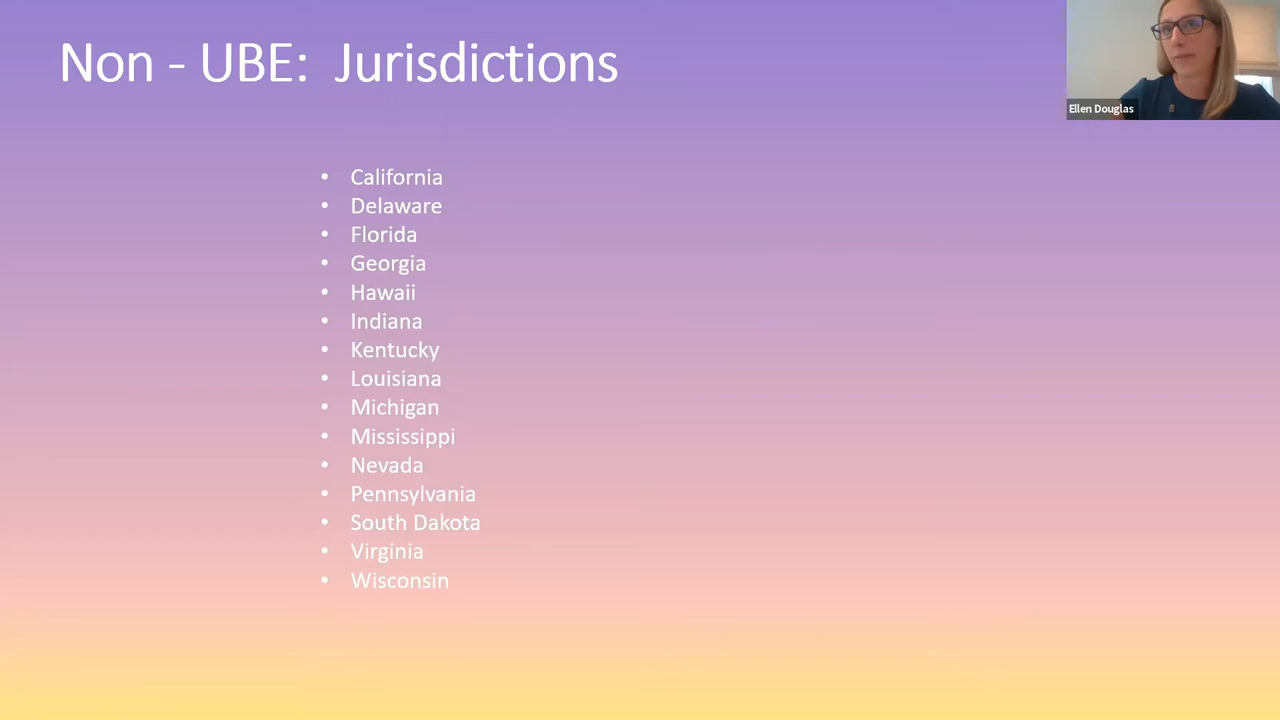 Non - UBE: Jurisdictions
Ellen Douglas
• California
• Delaware
• Florida
• Georgia
• Hawaii
• Indiana
• Kentucky
• Louisiana
• Michigan
• Mississippi
• Nevada
• Pennsylvania
• South Dakota
• Virginia
• Wisconsin